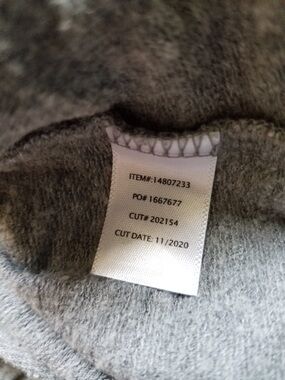 ITEM#:14807233
PO# 1667677
CUT# 202154
CUT DATE: 11/2020